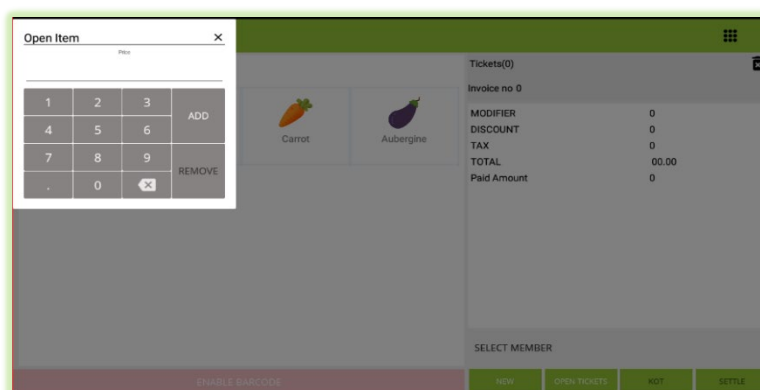 Open Item ✕
Price
1 2 3 ADD
4 5 6
7 8 9 REMOVE
. 0
Carrot Aubergine
Tickets(0)
Invoice no 0
MODIFIER 0
DISCOUNT 0
TAX 0
TOTAL 00.00
Paid Amount 0
SELECT MEMBER
ENABLE BARCODE
NEW OPEN TICKETS KOT SETTLE